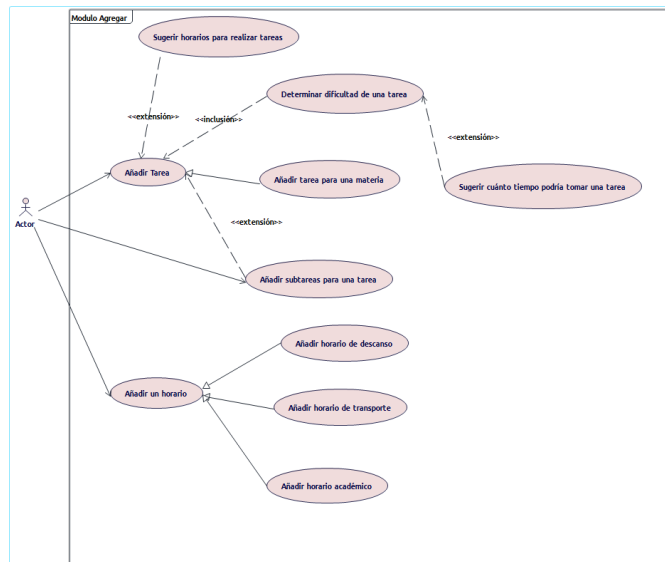 Modulo Agregar
Sugerir horarios para realizar tareas
Determinar dificultad de una tarea
<<extensión>>
<<inclusión>>
<<extensión>>
Añadir Tarea
Añadir tarea para una materia
Sugerir cuánto tiempo podría tomar una tarea
Actor
<<extensión>>
Añadir subtareas para una tarea
Añadir horario de descanso
Añadir un horario
Añadir horario de transporte
Añadir horario académico